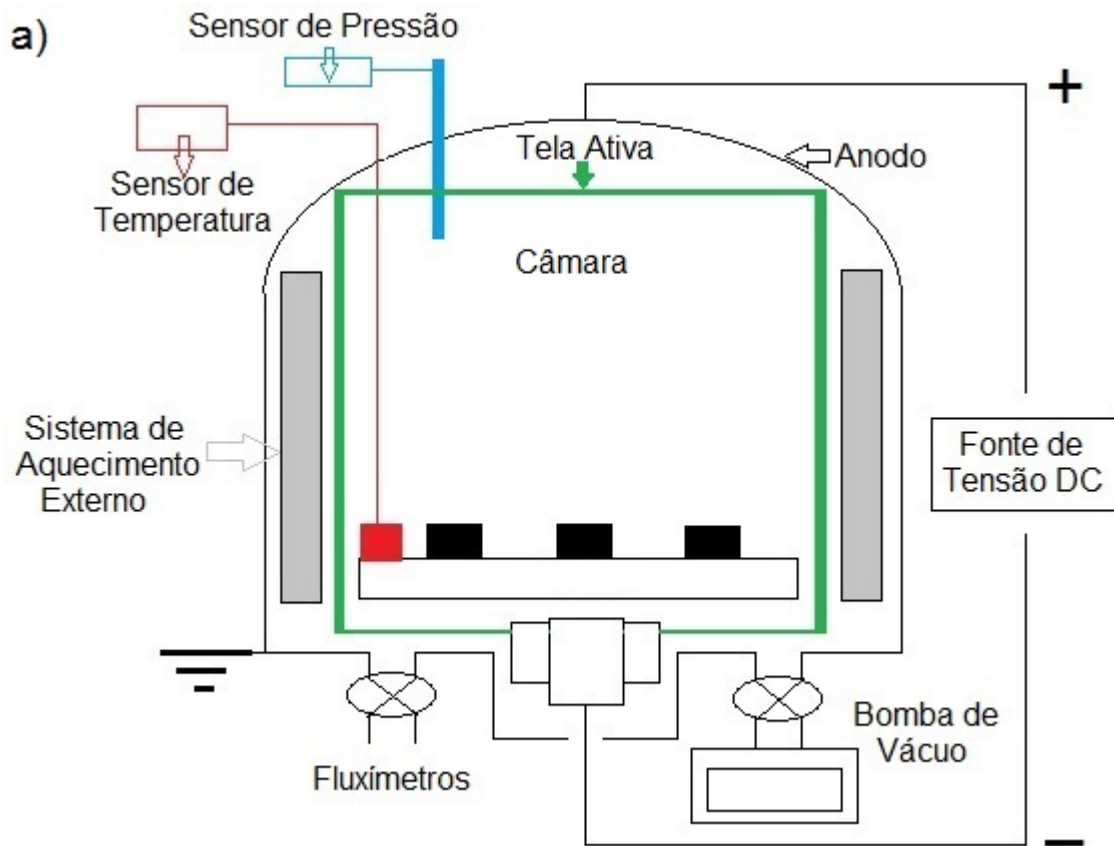 a)
Sensor de Pressão
+
Tela Ativa
Anodo
Sensor de
Temperatura
Câmara
Sistema de
Aquecimento
Externo
Fonte de
Tensão DC
Bomba de
Vácuo
Fluxímetros
−